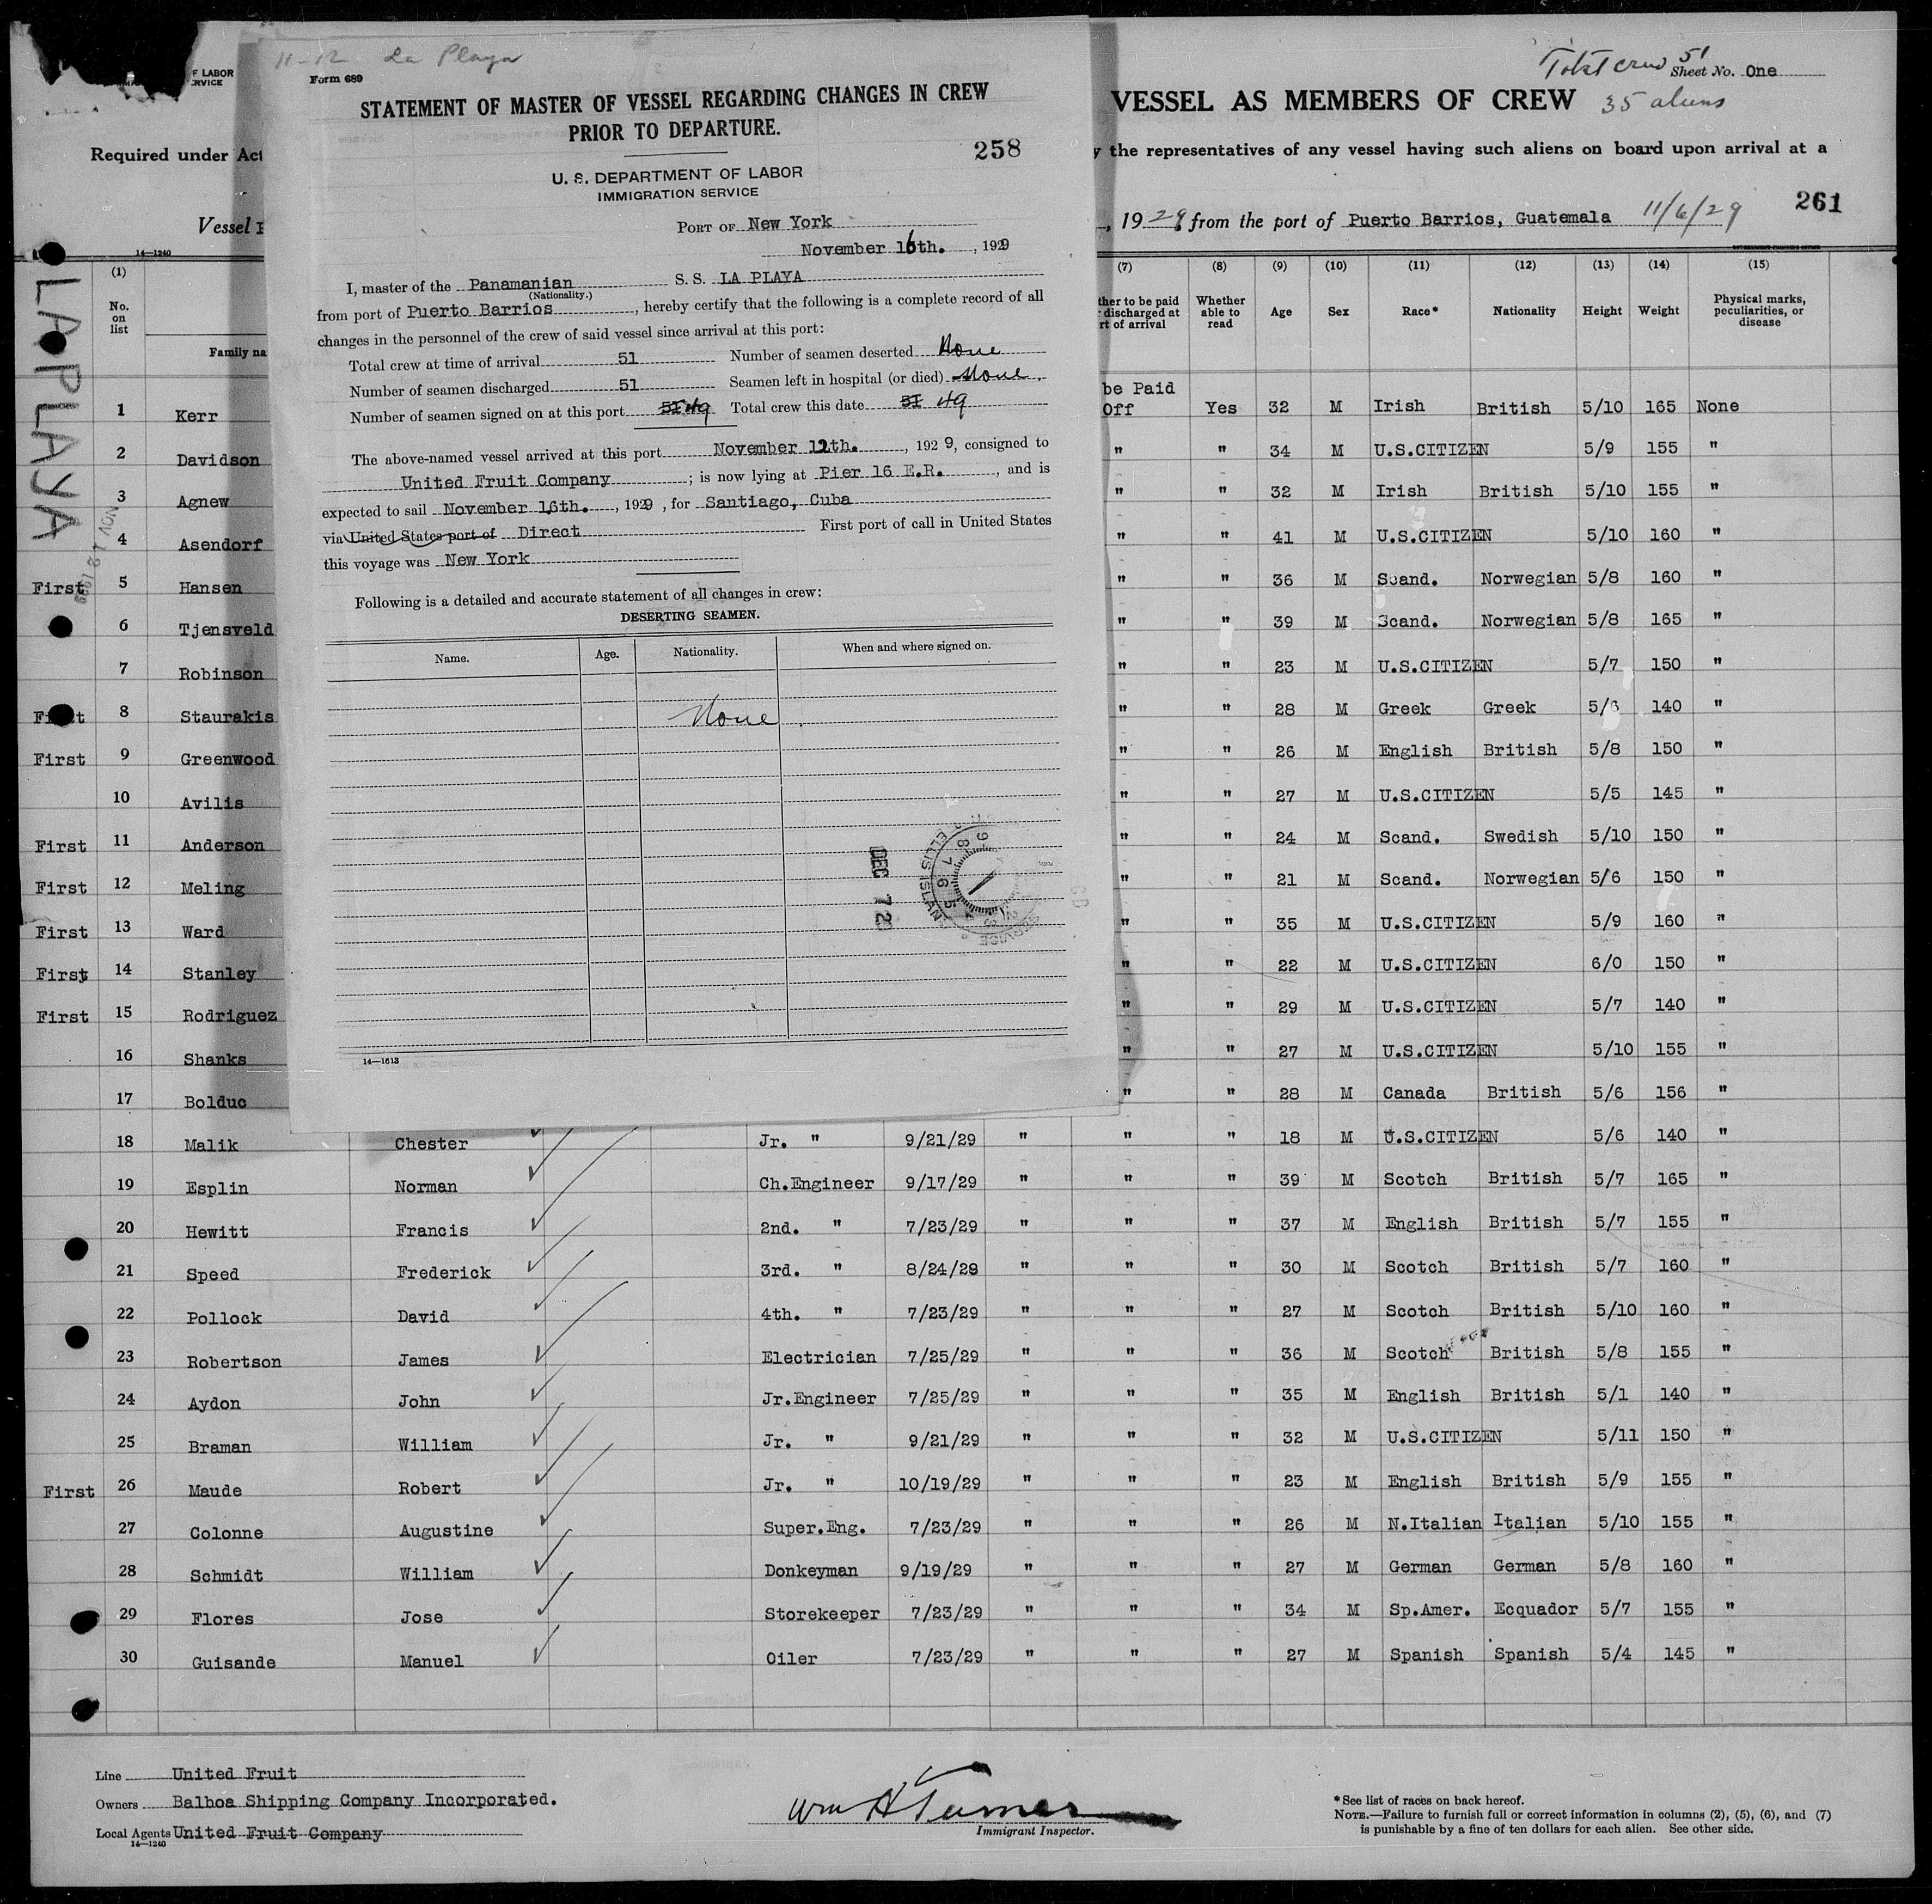 11-12 La Playa
Form 689
STATEMENT OF MASTER OF VESSEL REGARDING CHANGES IN CREW
PRIOR TO DEPARTURE.
258
U. S. DEPARTMENT OF LABOR
IMMIGRATION SERVICE
PORT OF New York
November 16th. , 1929
I, master of the Panamanian S. S. LA PLAYA
(Nationality.)
from port of Puerto Barrios , hereby certify that the following is a complete record of all
changes in the personnel of the crew of said vessel since arrival at this port:
Total crew at time of arrival 51 Number of seamen deserted None
Number of seamen discharged 51 Seamen left in hospital (or died) None.
Number of seamen signed on at this port 51 49 Total crew this date 51 49
The above-named vessel arrived at this port November 12th. , 1929, consigned to
United Fruit Company ; is now lying at Pier 16 E.R. , and is
expected to sail November 16th. , 1929 , for Santiago, Cuba
via United States port of Direct First port of call in United States
this voyage was New York
Following is a detailed and accurate statement of all changes in crew:
DESERTING SEAMEN.
Name. Age. Nationality. When and where signed on.
None
DEC 7 29
ELLIS ISLAND
14—1613
F LABOR
RVICE
Total crew 51
Sheet No. One
VESSEL AS MEMBERS OF CREW 35 aliens
Required under Act
y the representatives of any vessel having such aliens on board upon arrival at a
Vessel
, 1929, from the port of Puerto Barrios, Guatemala 11/6/29 261
14—1240
LA PLAYA
NOV 12 1929
(1) (7) (8) (9) (10) (11) (12) (13) (14) (15)
No. on list Family na ther to be paid discharged at rt of arrival Whether able to read Age Sex Race* Nationality Height Weight Physical marks, peculiarities, or disease
1 Kerr be Paid Off Yes 32 M Irish British 5/10 165 None
2 Davidson " " 34 M U.S.CITIZEN 5/9 155 "
3 Agnew " " 32 M Irish British 5/10 155 "
4 Asendorf " " 41 M U.S.CITIZEN 5/10 160 "
First 5 Hansen " " 36 M Scand. Norwegian 5/8 160 "
6 Tjensveld " " 39 M Scand. Norwegian 5/8 165 "
7 Robinson " " 23 M U.S.CITIZEN 5/7 150 "
First 8 Staurakis " " 28 M Greek Greek 5/6 140 "
First 9 Greenwood " " 26 M English British 5/8 150 "
10 Avilis " " 27 M U.S.CITIZEN 5/5 145 "
First 11 Anderson " " 24 M Scand. Swedish 5/10 150 "
First 12 Meling " " 21 M Scand. Norwegian 5/6 150 "
First 13 Ward " " 35 M U.S.CITIZEN 5/9 160 "
First 14 Stanley " " 22 M U.S.CITIZEN 6/0 150 "
First 15 Rodriguez " " 29 M U.S.CITIZEN 5/7 140 "
16 Shanks " " 27 M U.S.CITIZEN 5/10 155 "
17 Bolduc " " 28 M Canada British 5/6 156 "
18 Malik Chester Jr. " 9/21/29 " " " 18 M U.S.CITIZEN 5/6 140 "
19 Esplin Norman Ch.Engineer 9/17/29 " " " 39 M Scotch British 5/7 165 "
20 Hewitt Francis 2nd. " 7/23/29 " " " 37 M English British 5/7 155 "
21 Speed Frederick 3rd. " 8/24/28 " " " 30 M Scotch British 5/7 160 "
22 Pollock David 4th. " 7/23/29 " " " 27 M Scotch British 5/10 160 "
23 Robertson James Electrician 7/25/29 " " " 36 M Scotch British 5/8 155 "
24 Aydon John Jr.Engineer 7/25/29 " " " 35 M English British 5/1 140 "
25 Braman William Jr. " 9/21/29 " " " 32 M U.S.CITIZEN 5/11 150 "
First 26 Maude Robert Jr. " 10/19/29 " " " 23 M English British 5/9 155 "
27 Colonne Augustine Super.Eng. 7/23/29 " " " 26 M N.Italian Italian 5/10 155 "
28 Schmidt William Donkeyman 9/19/29 " " " 27 M German German 5/8 160 "
29 Flores Jose Storekeeper 7/23/29 " " " 34 M Sp.Amer. Ecquador 5/7 155 "
30 Guisande Manuel Oiler 7/23/29 " " " 27 M Spanish Spanish 5/4 145 "
Line United Fruit
Owners Balboa Shipping Company Incorporated.
Local Agents United Fruit Company
14—1240
Wm H Turner
Immigrant Inspector.
*See list of races on back hereof.
NOTE.—Failure to furnish full or correct information in columns (2), (5), (6), and (7)
is punishable by a fine of ten dollars for each alien. See other side.